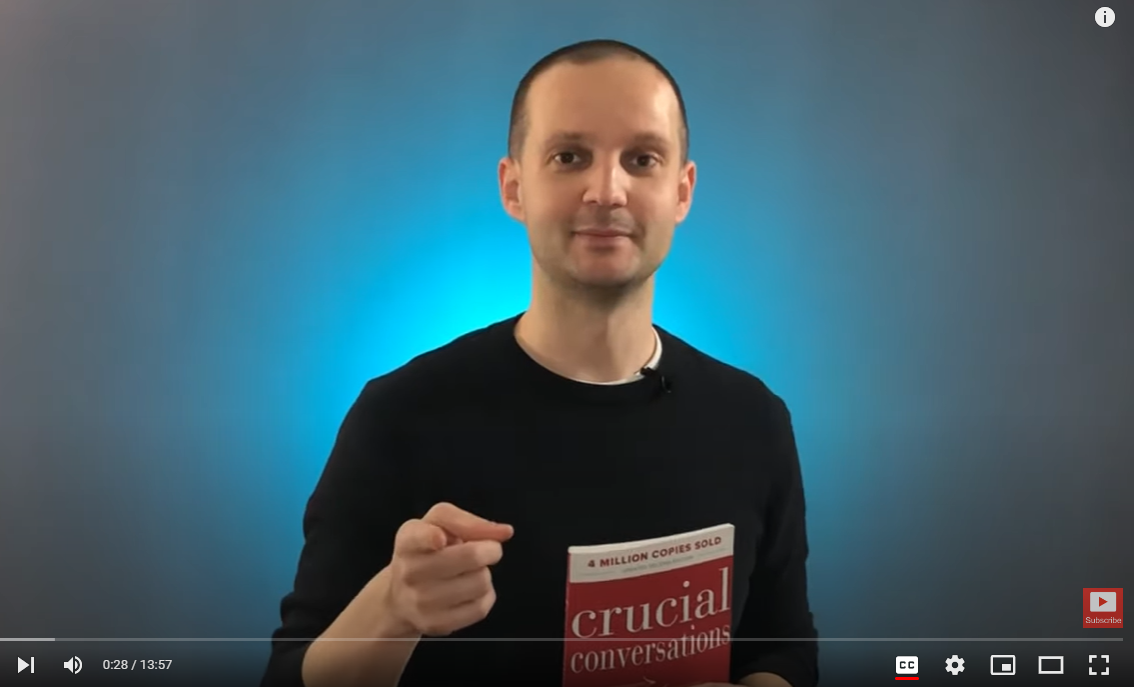 4 MILLION COPIES SOLD
crucial
conversations
Subscribe
0:28 / 13:57
CC